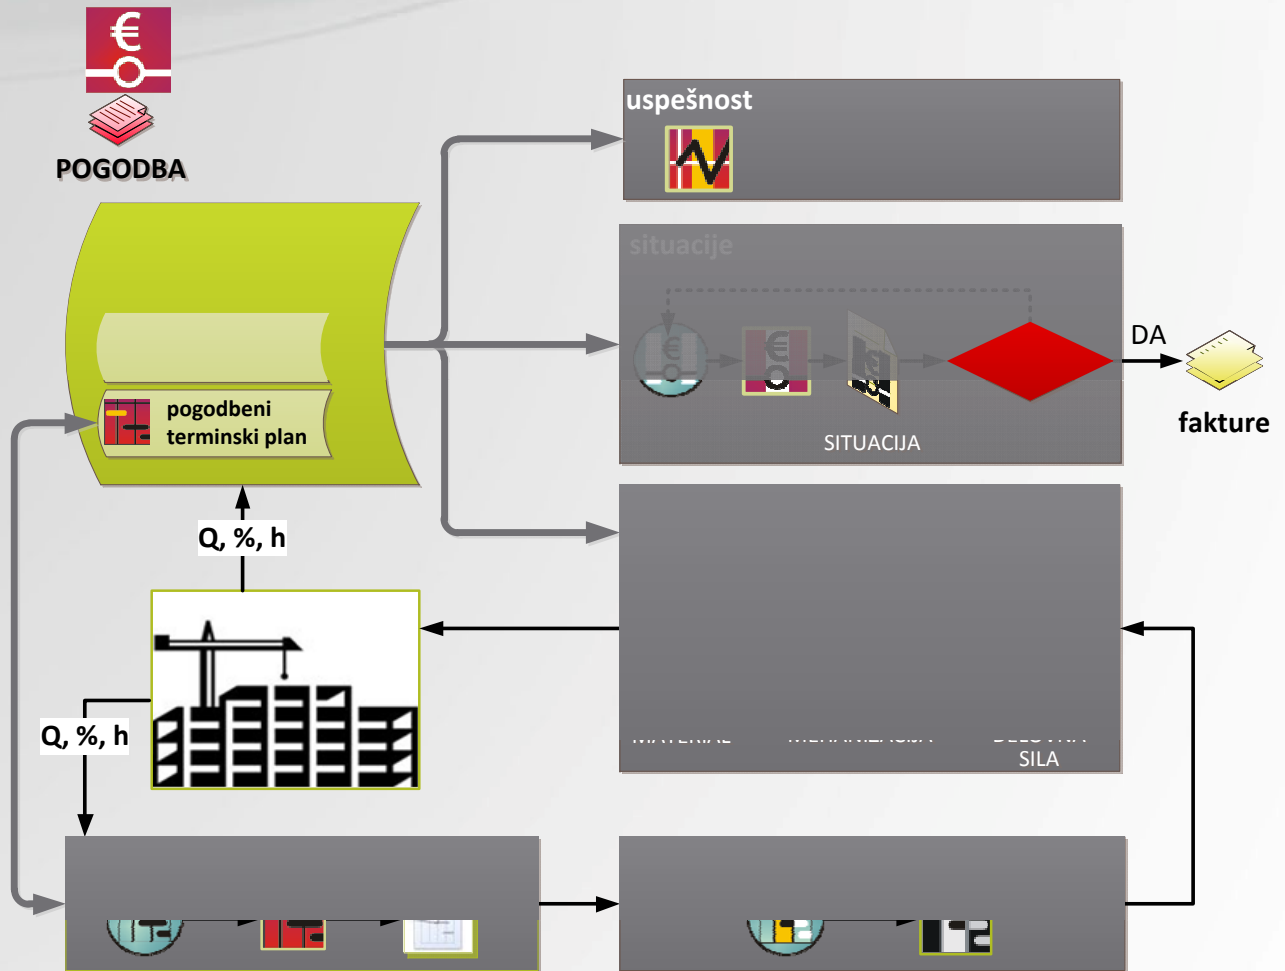 POGODBA
uspešnost
situacije
DA
fakture
SITUACIJA
pogodbeni
terminski plan
Q, %, h
Q, %, h
SILA